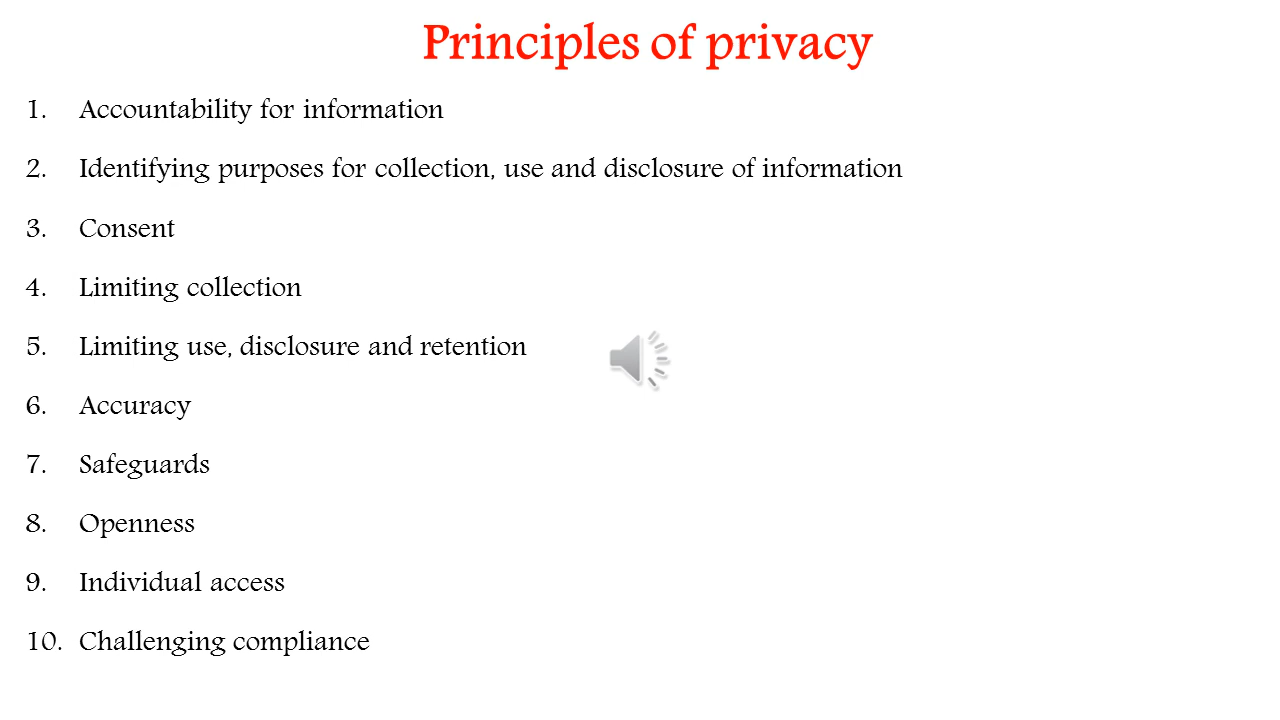 Principles of privacy
1. Accountability for information
2. Identifying purposes for collection, use and disclosure of information
3. Consent
4. Limiting collection
5. Limiting use, disclosure and retention
6. Accuracy
7. Safeguards
8. Openness
9. Individual access
10. Challenging compliance